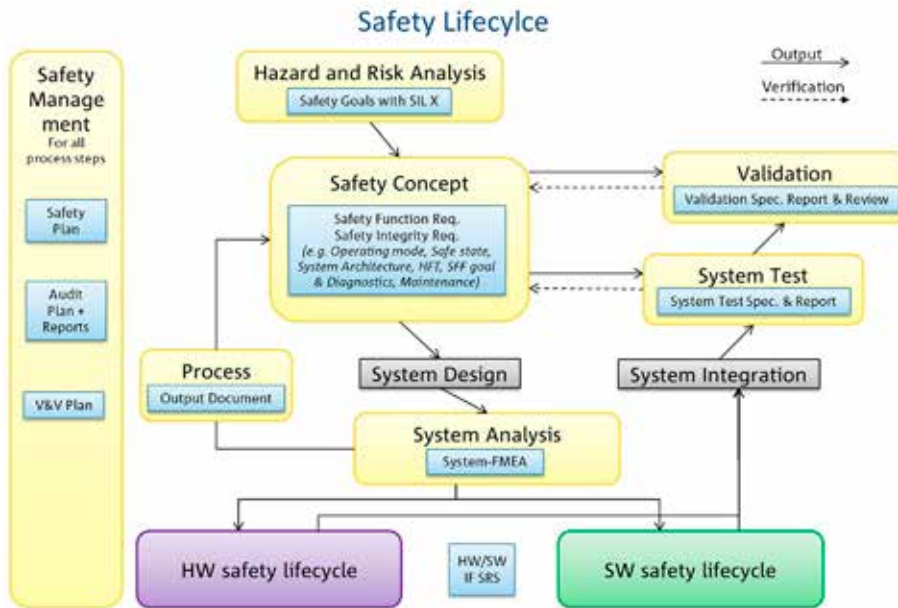 Safety Lifecylce
Safety
Manage
ment
For all
process steps
Safety
Plan
Audit
Plan +
Reports
V&V Plan
Hazard and Risk Analysis
Safety Goals with SIL X
Output
Verification
Safety Concept
Safety Function Req.
Safety Integrity Req.
(e.g. Operating mode, Safe state,
System Architecture, HFT, SFF goal
& Diagnostics, Maintenance)
Validation
Validation Spec. Report & Review
System Test
System Test Spec. & Report
Process
Output Document
System Design
System Integration
System Analysis
System-FMEA
HW safety lifecycle
HW/SW
IF SRS
SW safety lifecycle